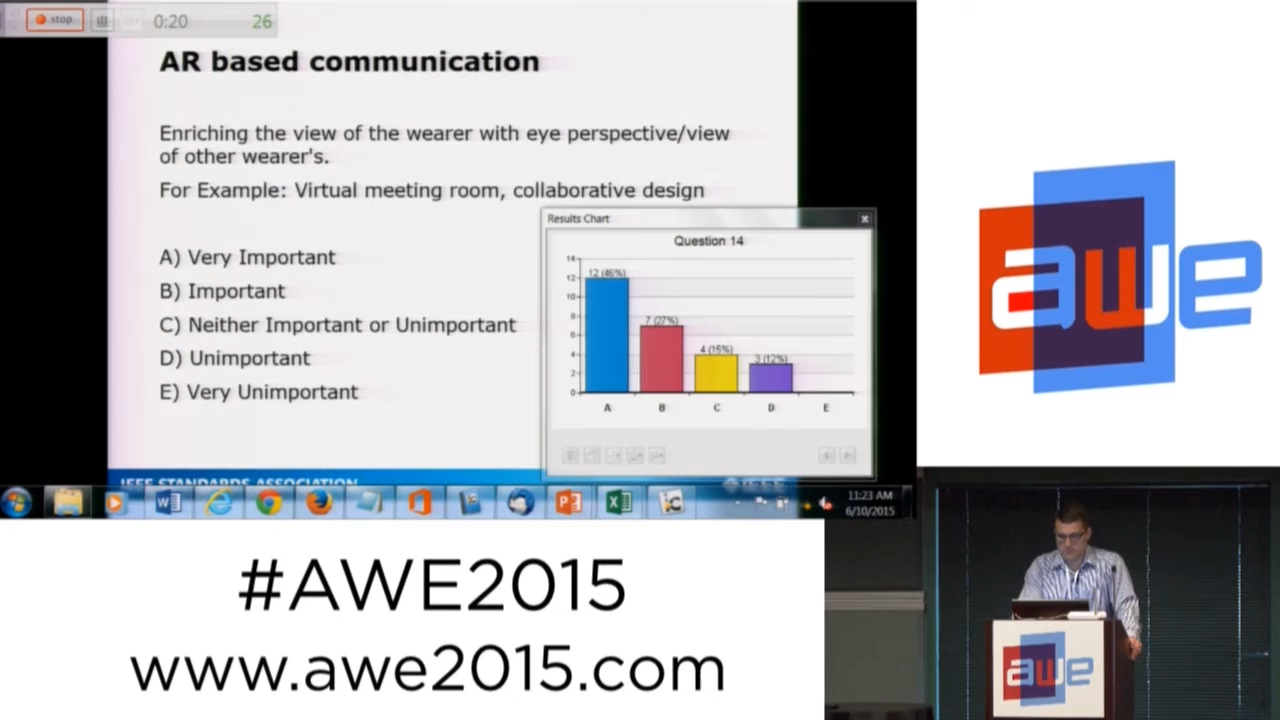 stop
0:20
26
AR based communication
Enriching the view of the wearer with eye perspective/view
of other wearer's.
For Example: Virtual meeting room, collaborative design
A) Very Important
B) Important
C) Neither Important or Unimportant
D) Unimportant
E) Very Unimportant
Results Chart
Question 14
14
12
10
8
6
4
2
0
12 (46%)
7 (27%)
4 (15%)
3 (12%)
A
B
C
D
E
IEEE STANDARDS ASSOCIATION
IEEE
11:23 AM
6/10/2015
awe
#AWE2015
www.awe2015.com
awe